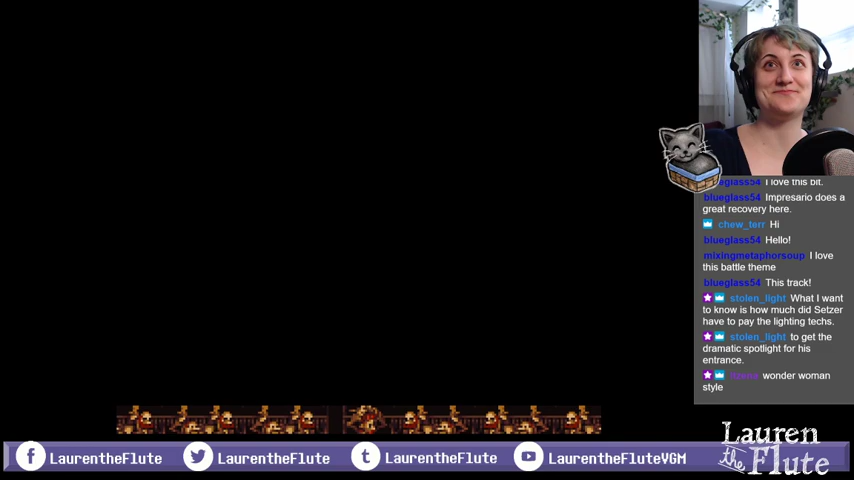 blueglass54 I love this bit.
blueglass54 Impresario does a
great recovery here.
chew_terr Hi
blueglass54 Hello!
mixingmetaphorsoup I love
this battle theme
blueglass54 This track!
stolen_light What I want
to know is how much did Setzer
have to pay the lighting techs.
stolen_light to get the
dramatic spotlight for his
entrance.
wonder woman
style
LaurentheFlute
LaurentheFlute
LaurentheFlute
LaurentheFluteVGM
Lauren
the Flute